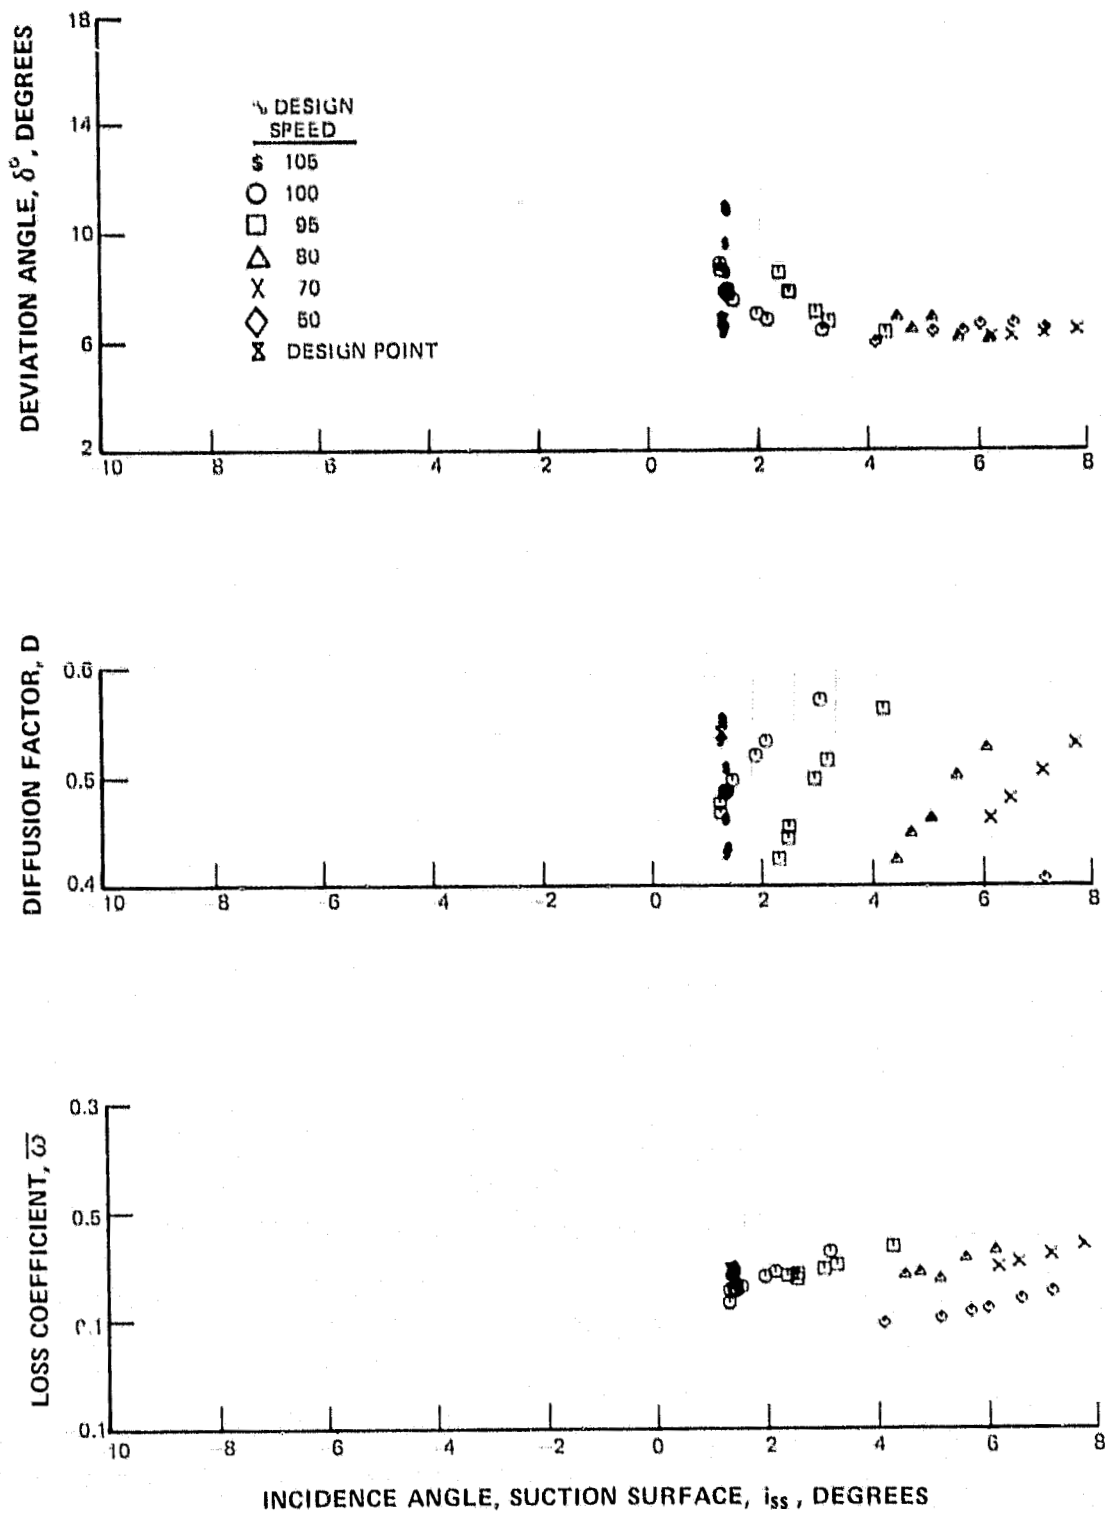 DEVIATION ANGLE, δ°, DEGREES
18
14
10
6
2
% DESIGN
SPEED
105
100
95
80
70
50
DESIGN POINT
10 8 6 4 2 0 2 4 6 8
DIFFUSION FACTOR, D
0.6
0.5
0.4
10 -8 6 4 -2 0 2 4 6 8
LOSS COEFFICIENT, ω̅
0.3
0.5
0.1
0.1
10 -8 6 4 -2 0 2 4 6 8
INCIDENCE ANGLE, SUCTION SURFACE, iss, DEGREES